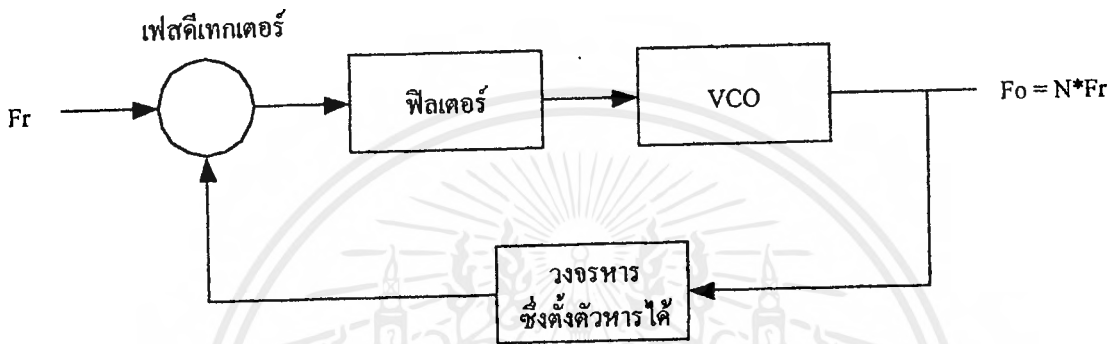 เฟสดีเทกเตอร์
Fr
ฟิลเตอร์
VCO
Fo = N*Fr
วงจรหาร
ซึ่งตั้งตัวหารได้